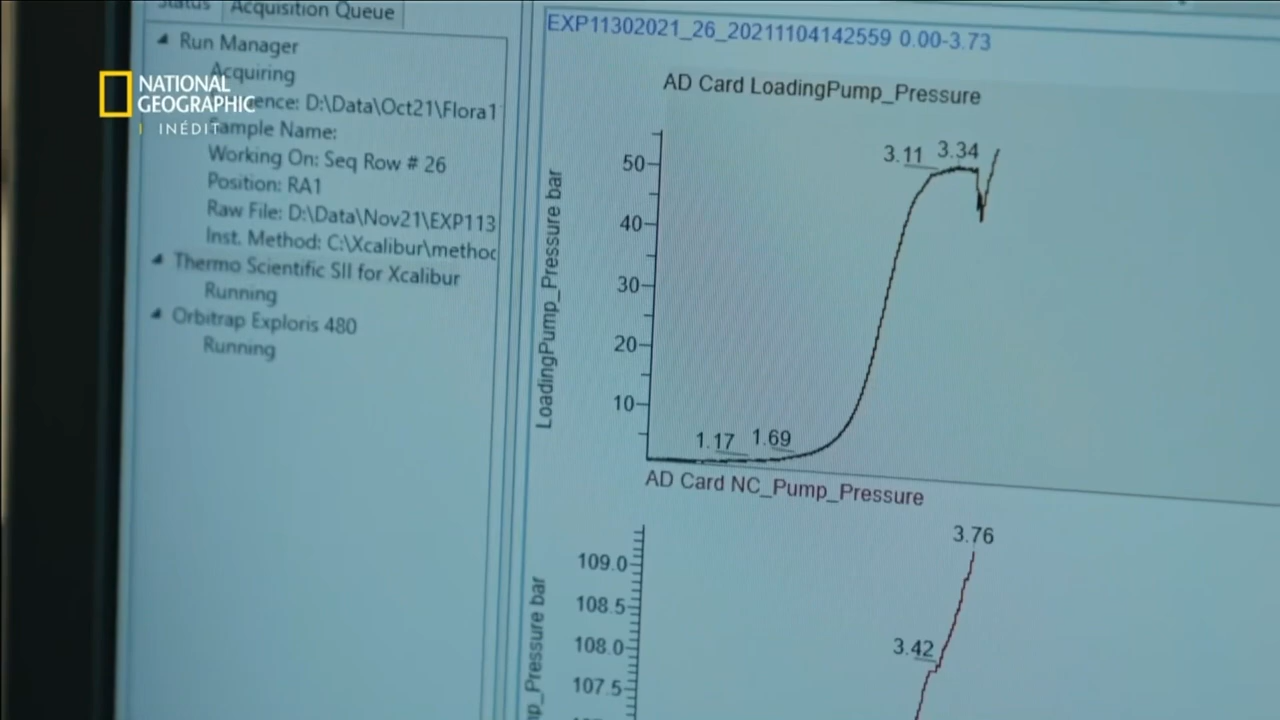 Status
Acquisition Queue
Run Manager
Acquiring
ence: D:\Data\Oct21\Flora1
Sample Name:
Working On: Seq Row # 26
Position: RA1
Raw File: D:\Data\Nov21\EXP113
Inst. Method: C:\Xcalibur\method
Thermo Scientific SII for Xcalibur
Running
Orbitrap Exploris 480
Running
NATIONAL
GEOGRAPHIC
INÉDIT
EXP11302021_26_20211104142559 0.00-3.73
AD Card LoadingPump_Pressure
LoadingPump_Pressure bar
50
40
30
20
10
3.11
3.34
1.17
1.69
AD Card NC_Pump_Pressure
mp_Pressure bar
109.0
108.5
108.0
107.5
3.76
3.42